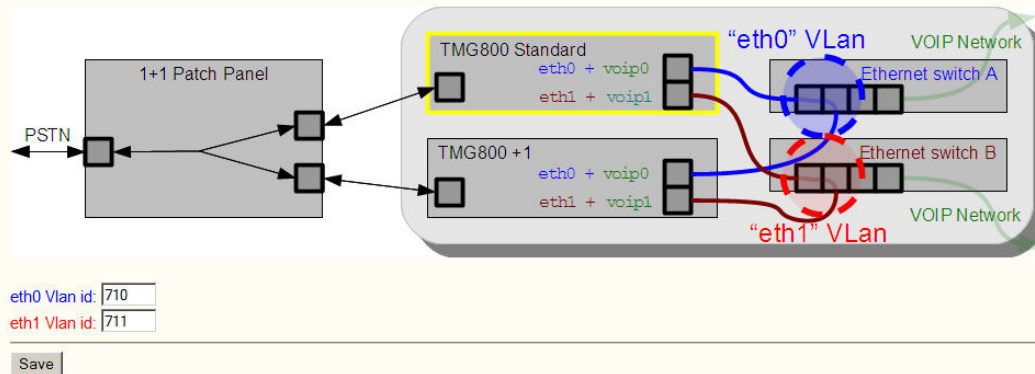 TMG800 Standard
"eth0" VLan
VOIP Network
1+1 Patch Panel
eth0 + voip0
Ethernet switch A
eth1 + voip1
PSTN
TMG800 +1
Ethernet switch B
eth0 + voip0
eth1 + voip1
VOIP Network
"eth1" VLan
eth0 Vlan id: 710
eth1 Vlan id: 711
Save